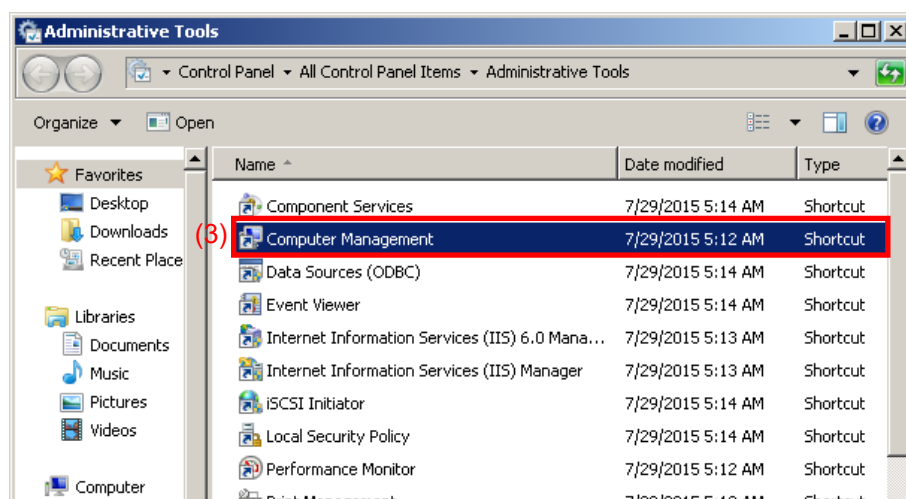 Administrative Tools
Control Panel All Control Panel Items Administrative Tools
Organize Open
Name Date modified Type
Favorites
Desktop
Downloads
Recent Place
Libraries
Documents
Music
Pictures
Videos
Computer
Component Services 7/29/2015 5:14 AM Shortcut
(3) Computer Management 7/29/2015 5:12 AM Shortcut
Data Sources (ODBC) 7/29/2015 5:14 AM Shortcut
Event Viewer 7/29/2015 5:14 AM Shortcut
Internet Information Services (IIS) 6.0 Mana... 7/29/2015 5:13 AM Shortcut
Internet Information Services (IIS) Manager 7/29/2015 5:13 AM Shortcut
iSCSI Initiator 7/29/2015 5:14 AM Shortcut
Local Security Policy 7/29/2015 5:14 AM Shortcut
Performance Monitor 7/29/2015 5:12 AM Shortcut